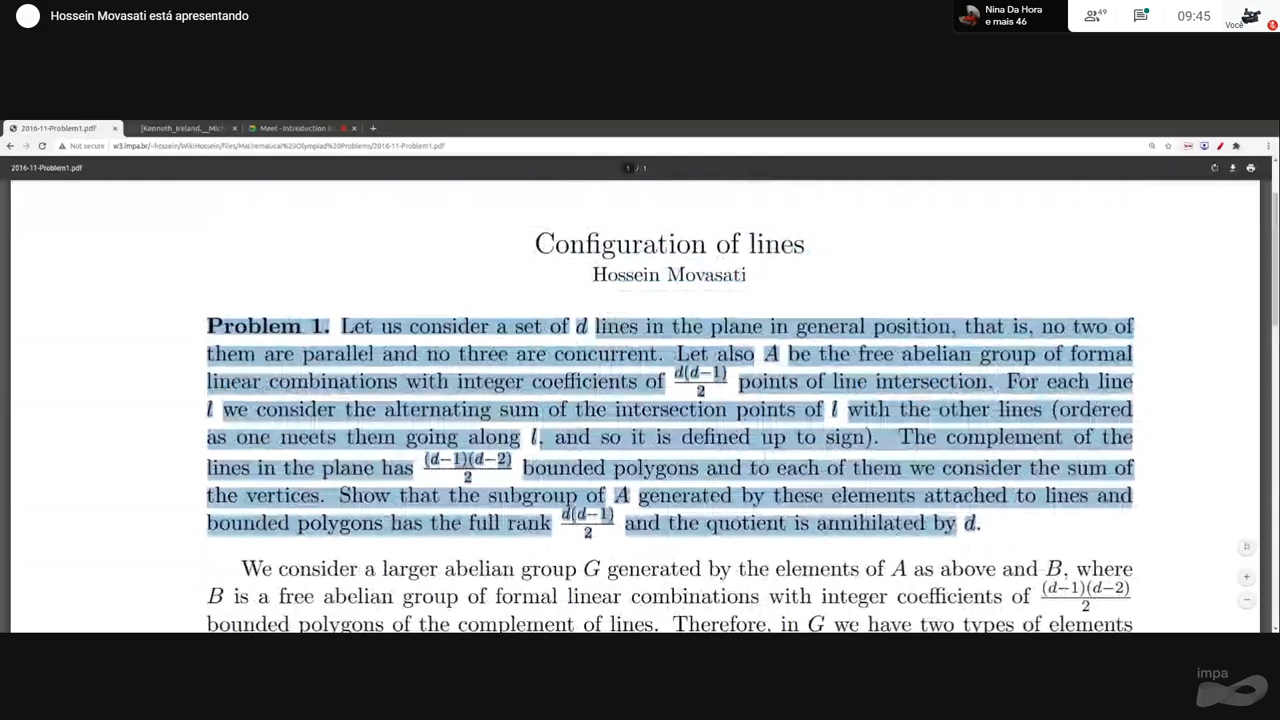 Hossein Movasati está apresentando
Nina Da Hora
e mais 46
49
09:45
Você
2016-11-Problem1.pdf
[Kenneth_Ireland,__Mich
Meet - Introduction in
Not secure
w3.impa.br/~hossein/WikiHossein/files/Mathematical%20Olympiad%20Problems/2016-11-Problem1.pdf
2016-11-Problem1.pdf
1 / 1
Configuration of lines
Hossein Movasati
Problem 1. Let us consider a set of d lines in the plane in general position, that is, no two of
them are parallel and no three are concurrent. Let also A be the free abelian group of formal
linear combinations with integer coefficients of d(d−1)/2 points of line intersection. For each line
l we consider the alternating sum of the intersection points of l with the other lines (ordered
as one meets them going along l, and so it is defined up to sign). The complement of the
lines in the plane has (d−1)(d−2)/2 bounded polygons and to each of them we consider the sum of
the vertices. Show that the subgroup of A generated by these elements attached to lines and
bounded polygons has the full rank d(d−1)/2 and the quotient is annihilated by d.
We consider a larger abelian group G generated by the elements of A as above and B, where
B is a free abelian group of formal linear combinations with integer coefficients of (d−1)(d−2)/2
bounded polygons of the complement of lines. Therefore, in G we have two types of elements
impa